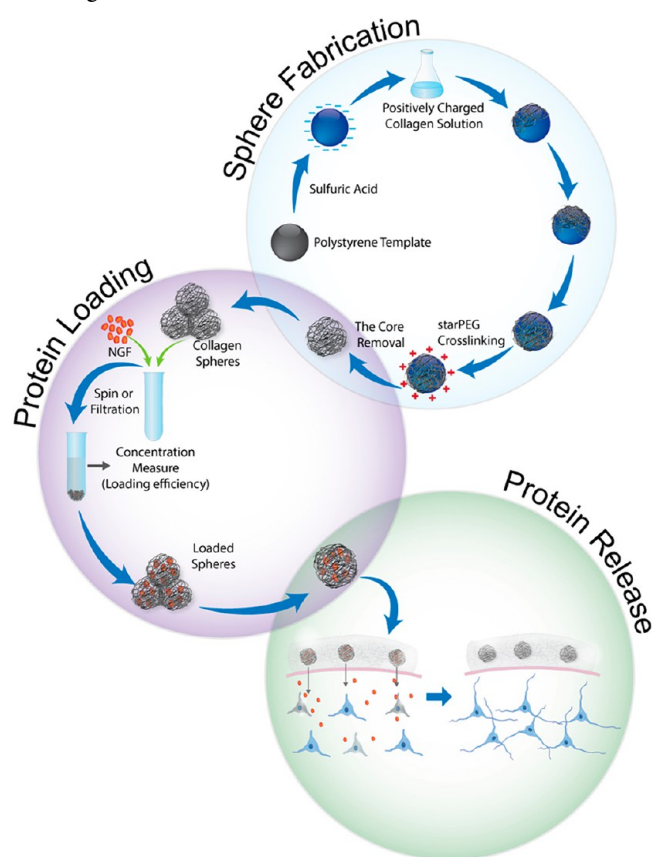 Sphere Fabrication
Positively Charged
Collagen Solution
Sulfuric Acid
Polystyrene Template
starPEG
Crosslinking
The Core
Removal
Protein Loading
NGF
Collagen
Spheres
Spin or
Filtration
Concentration
Measure
(Loading efficiency)
Loaded
Spheres
Protein Release